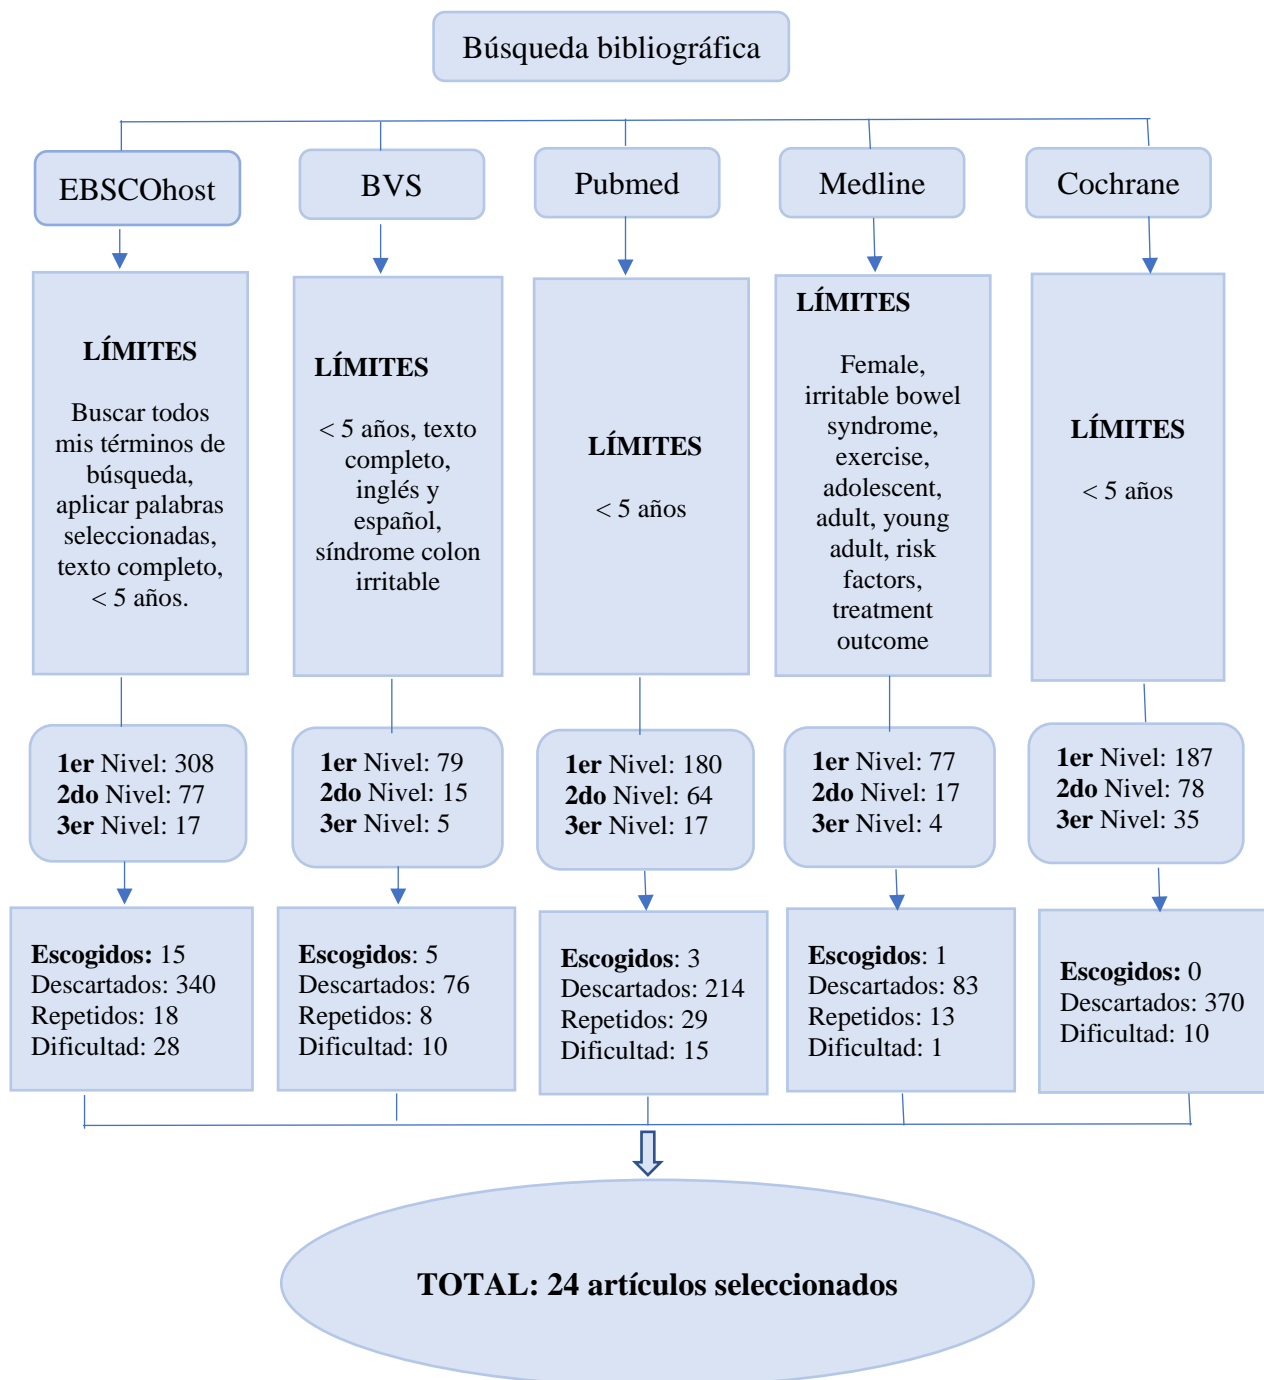 Búsqueda bibliográfica
EBSCOhost
BVS
Pubmed
Medline
Cochrane
LÍMITES
Buscar todos
mis términos de
búsqueda,
aplicar palabras
seleccionadas,
texto completo,
< 5 años.
LÍMITES
< 5 años, texto
completo,
inglés y
español,
síndrome colon
irritable
LÍMITES
< 5 años
LÍMITES
Female,
irritable bowel
syndrome,
exercise,
adolescent,
adult, young
adult, risk
factors,
treatment
outcome
LÍMITES
< 5 años
1er Nivel: 308
2do Nivel: 77
3er Nivel: 17
1er Nivel: 79
2do Nivel: 15
3er Nivel: 5
1er Nivel: 180
2do Nivel: 64
3er Nivel: 17
1er Nivel: 77
2do Nivel: 17
3er Nivel: 4
1er Nivel: 187
2do Nivel: 78
3er Nivel: 35
Escogidos: 15
Descartados: 340
Repetidos: 18
Dificultad: 28
Escogidos: 5
Descartados: 76
Repetidos: 8
Dificultad: 10
Escogidos: 3
Descartados: 214
Repetidos: 29
Dificultad: 15
Escogidos: 1
Descartados: 83
Repetidos: 13
Dificultad: 1
Escogidos: 0
Descartados: 370
Dificultad: 10
TOTAL: 24 artículos seleccionados